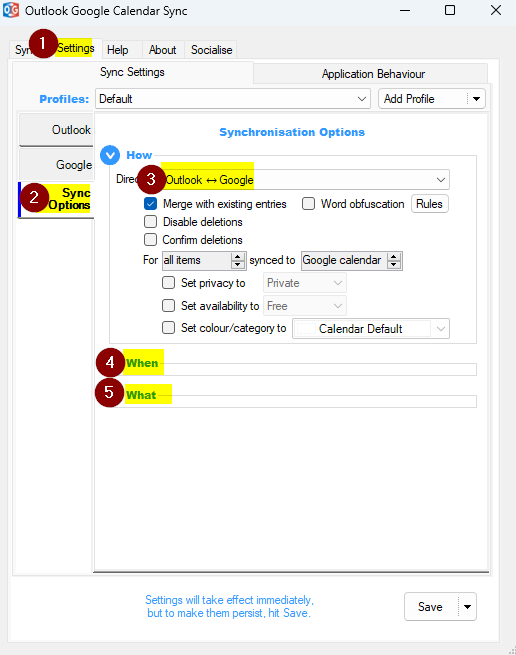 Outlook Google Calendar Sync
1
Sync Settings Help About Socialise
Sync Settings Application Behaviour
Profiles: Default Add Profile
Outlook
Google
2 Sync
Options
Synchronisation Options
How
3 Outlook ↔ Google
Merge with existing entries Word obfuscation Rules
Disable deletions
Confirm deletions
For all items synced to Google calendar
Set privacy to Private
Set availability to Free
Set colour/category to Calendar Default
4 When
5 What
Settings will take effect immediately,
but to make them persist, hit Save.
Save